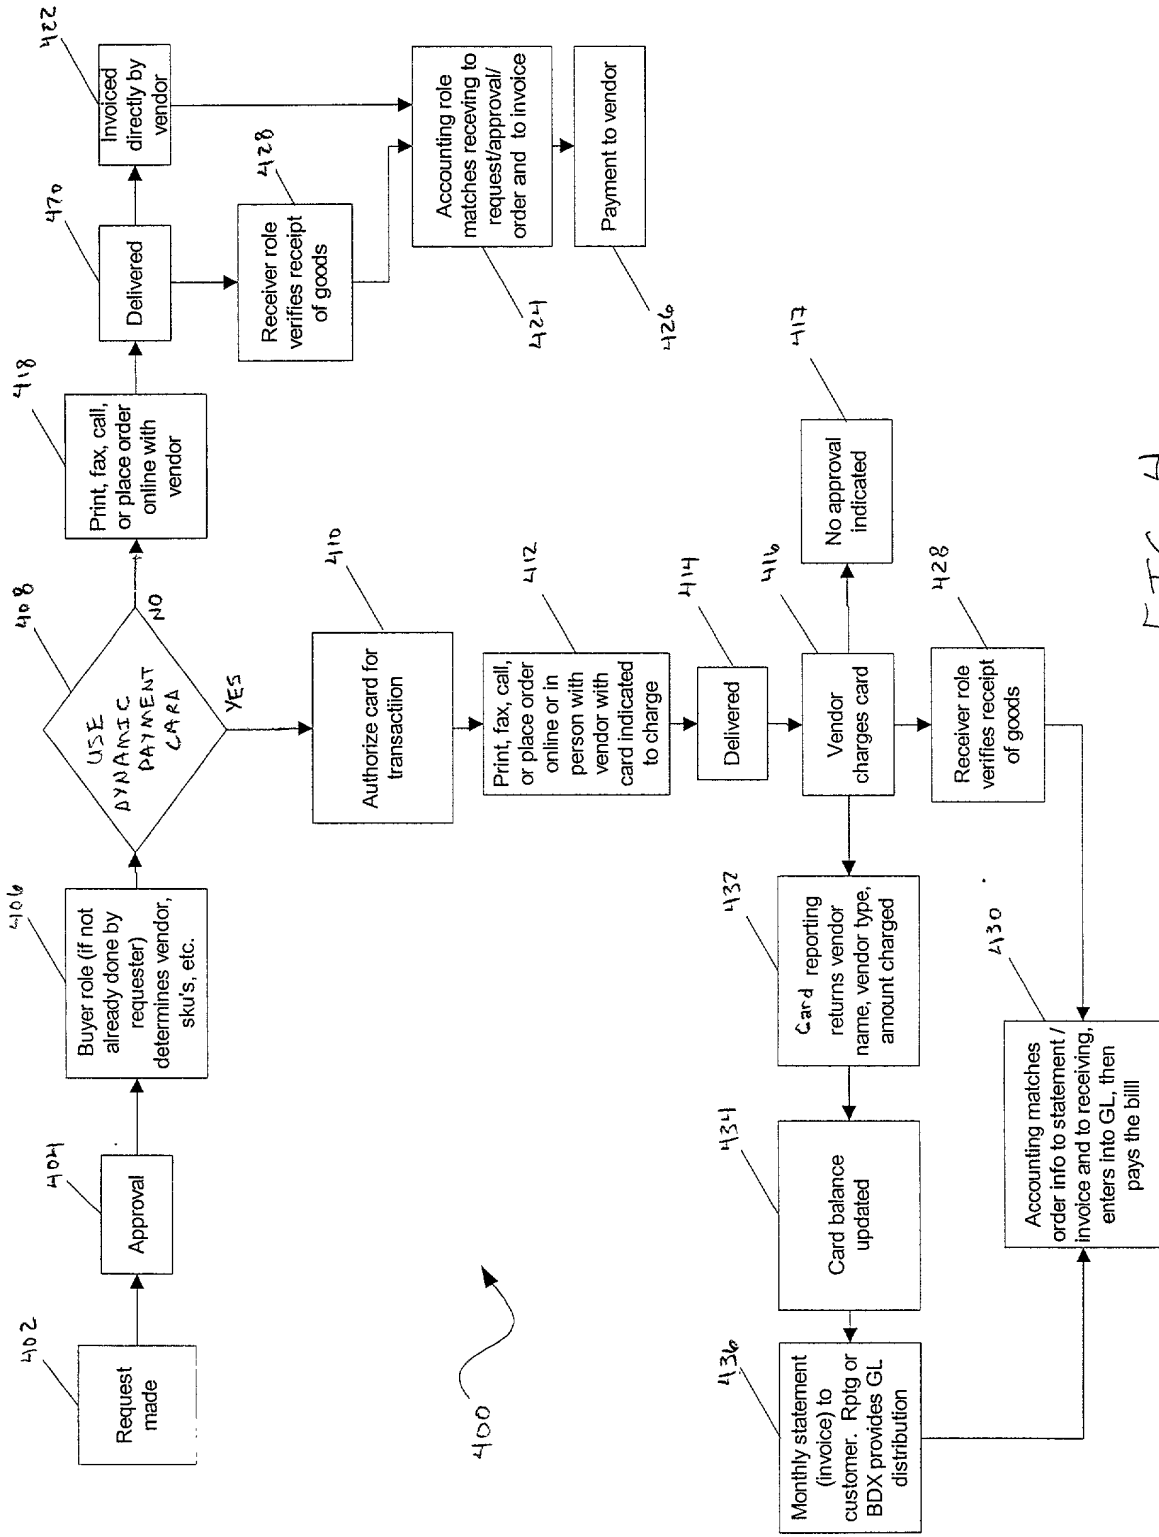 402
Request
made
404
Approval
406
Buyer role (if not
already done by
requester)
determines vendor,
sku's, etc.
408
USE
DYNAMIC
PAYMENT
CARD
NO
YES
418
Print, fax, call,
or place order
online with
vendor
420
Delivered
422
Invoiced
directly by
vendor
428
Receiver role
verifies receipt
of goods
424
Accounting role
matches receving to
request/approval/
order and to invoice
426
Payment to vendor
410
Authorize card for
transactiion
412
Print, fax, call,
or place order
online or in
person with
vendor with
card indicated
to charge
414
Delivered
416
Vendor
charges card
417
No approval
indicated
428
Receiver role
verifies receipt
of goods
432
Card reporting
returns vendor
name, vendor type,
amount charged
434
Card balance
updated
436
Monthly statement
(invoice) to
customer. Rptg or
BDX provides GL
distribution
430
Accounting matches
order info to statement /
invoice and to receiving,
enters into GL, then
pays the billl
400
FIG. 4